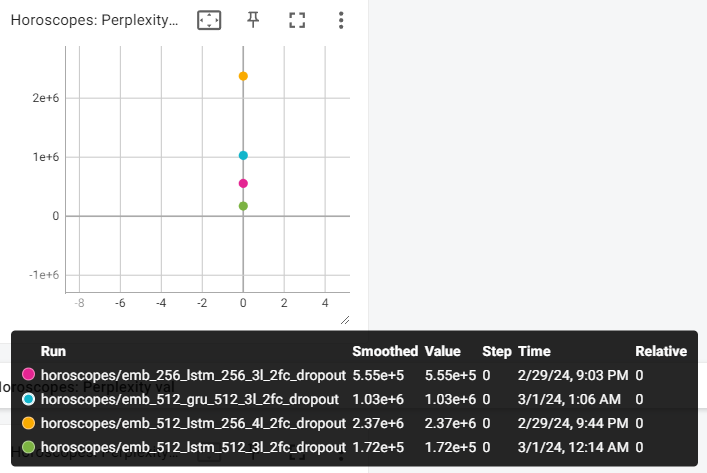 Horoscopes: Perplexity...
2e+6
1e+6
0
-1e+6
-8 -6 -4 -2 0 2 4
Run Smoothed Value Step Time Relative
horoscopes/emb_256_lstm_256_3l_2fc_dropout 5.55e+5 5.55e+5 0 2/29/24, 9:03 PM 0
horoscopes/emb_512_gru_512_3l_2fc_dropout 1.03e+6 1.03e+6 0 3/1/24, 1:06 AM 0
horoscopes/emb_512_lstm_256_4l_2fc_dropout 2.37e+6 2.37e+6 0 2/29/24, 9:44 PM 0
horoscopes/emb_512_lstm_512_3l_2fc_dropout 1.72e+5 1.72e+5 0 3/1/24, 12:14 AM 0